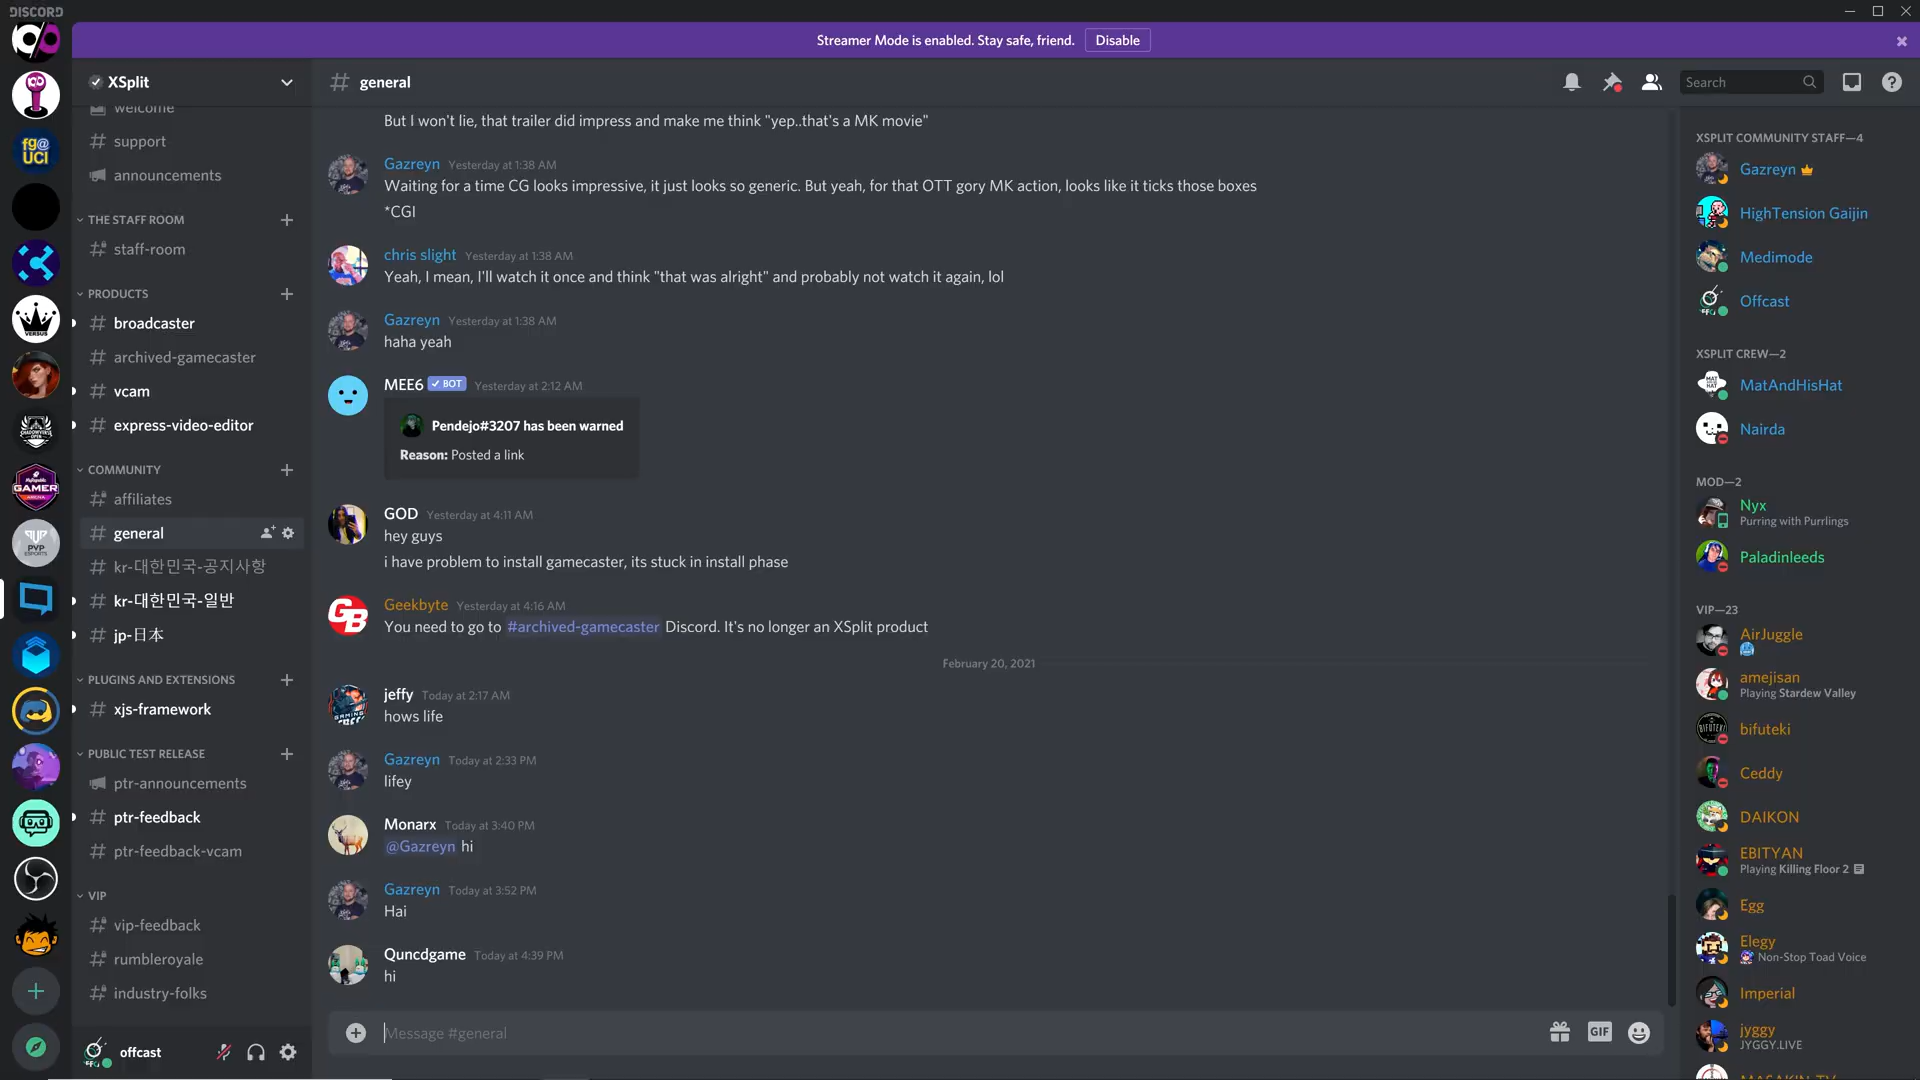 DISCORD
Streamer Mode is enabled. Stay safe, friend.
Disable
XSplit
welcome
support
announcements
THE STAFF ROOM
staff-room
PRODUCTS
broadcaster
archived-gamecaster
vcam
express-video-editor
COMMUNITY
affiliates
general
kr-대한민국-공지사항
kr-대한민국-일반
jp-日本
PLUGINS AND EXTENSIONS
xjs-framework
PUBLIC TEST RELEASE
ptr-announcements
ptr-feedback
ptr-feedback-vcam
VIP
vip-feedback
rumbleroyale
industry-folks
offcast
fg@
UCI
VERSUS
GAMER
PVP
ESPORTS
# general
Search
But I won't lie, that trailer did impress and make me think "yep..that's a MK movie"
Gazreyn Yesterday at 1:38 AM
Waiting for a time CG looks impressive, it just looks so generic. But yeah, for that OTT gory MK action, looks like it ticks those boxes
*CGI
chris slight Yesterday at 1:38 AM
Yeah, I mean, I'll watch it once and think "that was alright" and probably not watch it again, lol
Gazreyn Yesterday at 1:38 AM
haha yeah
MEE6 BOT Yesterday at 2:12 AM
Pendejo#3207 has been warned
Reason: Posted a link
GOD Yesterday at 4:11 AM
hey guys
i have problem to install gamecaster, its stuck in install phase
GB
Geekbyte Yesterday at 4:16 AM
You need to go to #archived-gamecaster Discord. It's no longer an XSplit product
February 20, 2021
jeffy Today at 2:17 AM
hows life
Gazreyn Today at 2:33 PM
lifey
Monarx Today at 3:40 PM
@Gazreyn hi
Gazreyn Today at 3:52 PM
Hai
Quncdgame Today at 4:39 PM
hi
Message #general
GIF
XSPLIT COMMUNITY STAFF—4
Gazreyn
HighTension Gaijin
Medimode
Offcast
XSPLIT CREW—2
MatAndHisHat
Nairda
MOD—2
Nyx
Purring with Purrlings
Paladinleeds
VIP—23
AirJuggle
amejisan
Playing Stardew Valley
bifuteki
Ceddy
DAIKON
EBITYAN
Playing Killing Floor 2
Egg
Elegy
Non-Stop Toad Voice
Imperial
jyggy
JYGGY.LIVE